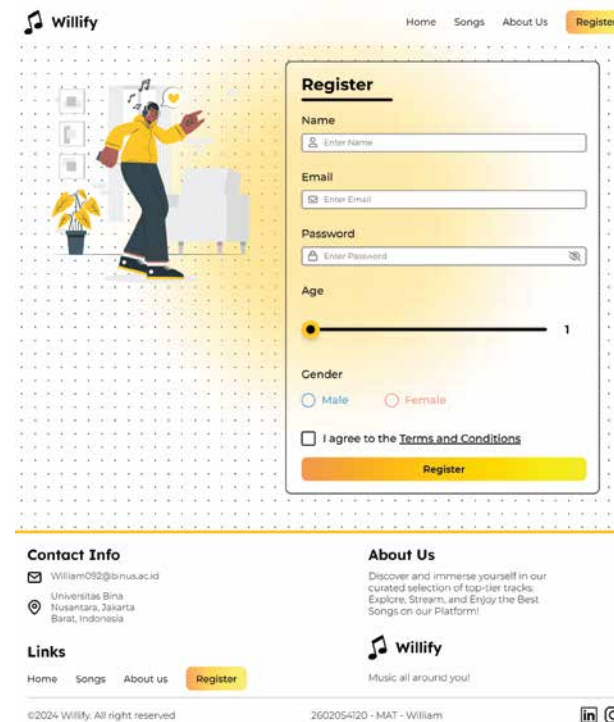 Willify
Home Songs About Us Register
Register
Name
Enter Name
Email
Enter Email
Password
Enter Password
Age
1
Gender
Male Female
I agree to the Terms and Conditions
Register
Contact Info
William092@binus.ac.id
Universitas Bina
Nusantara, Jakarta
Barat, Indonesia
Links
Home Songs About us Register
About Us
Discover and immerse yourself in our
curated selection of top-tier tracks.
Explore, Stream, and Enjoy the Best
Songs on our Platform!
Willify
Music all around you!
©2024 Willify. All right reserved
2602054120 - MAT - William
in